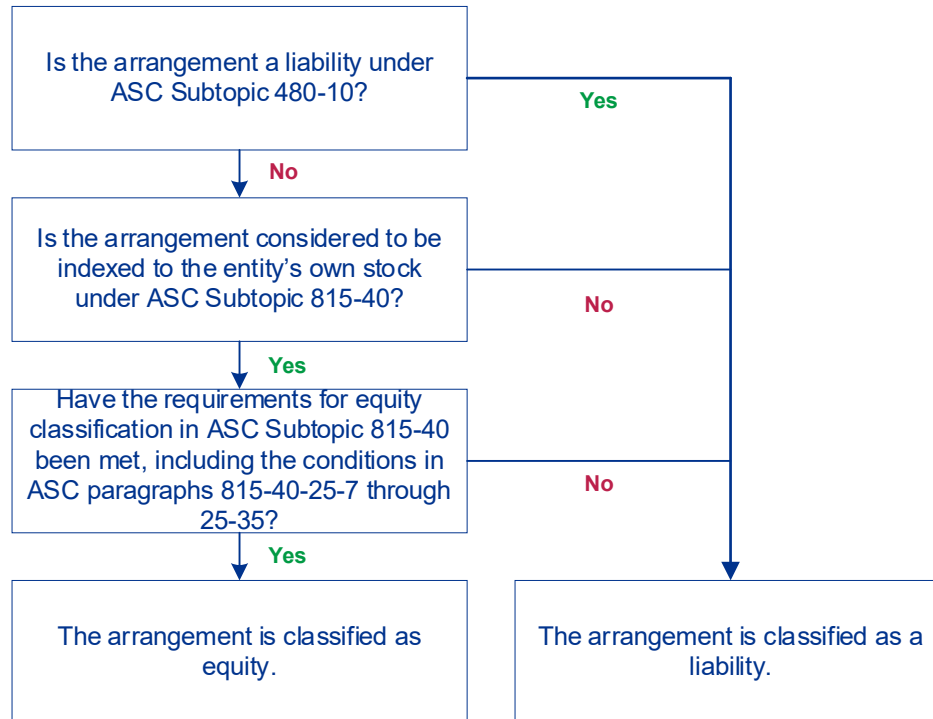 Is the arrangement a liability under
ASC Subtopic 480-10?
Yes
No
Is the arrangement considered to be
indexed to the entity's own stock
under ASC Subtopic 815-40?
No
Yes
Have the requirements for equity
classification in ASC Subtopic 815-40
been met, including the conditions in
ASC paragraphs 815-40-25-7 through
25-35?
No
Yes
The arrangement is classified as
equity.
The arrangement is classified as a
liability.